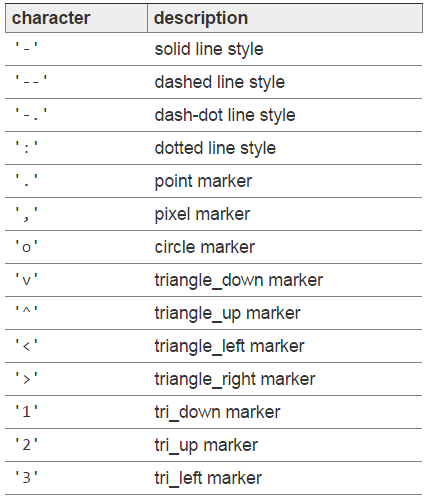 character description
'-' solid line style
'--' dashed line style
'-.' dash-dot line style
':' dotted line style
'.' point marker
',' pixel marker
'o' circle marker
'v' triangle_down marker
'^' triangle_up marker
'<' triangle_left marker
'>' triangle_right marker
'1' tri_down marker
'2' tri_up marker
'3' tri_left marker